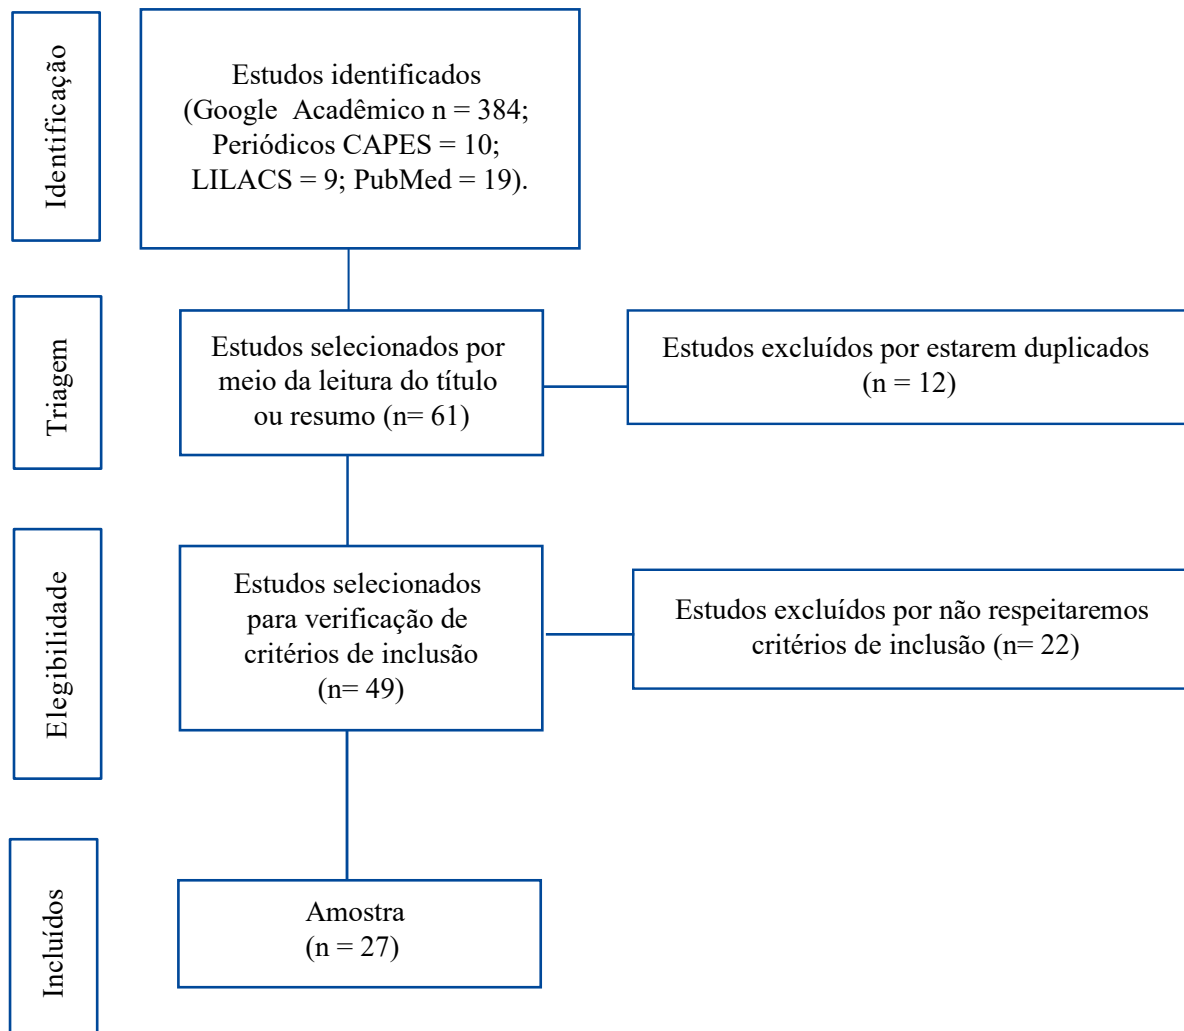 Identificação
Estudos identificados
(Google Acadêmico n = 384;
Periódicos CAPES = 10;
LILACS = 9; PubMed = 19).
Triagem
Estudos selecionados por
meio da leitura do título
ou resumo (n= 61)
Estudos excluídos por estarem duplicados
(n = 12)
Elegibilidade
Estudos selecionados
para verificação de
critérios de inclusão
(n= 49)
Estudos excluídos por não respeitaremos
critérios de inclusão (n= 22)
Incluídos
Amostra
(n = 27)